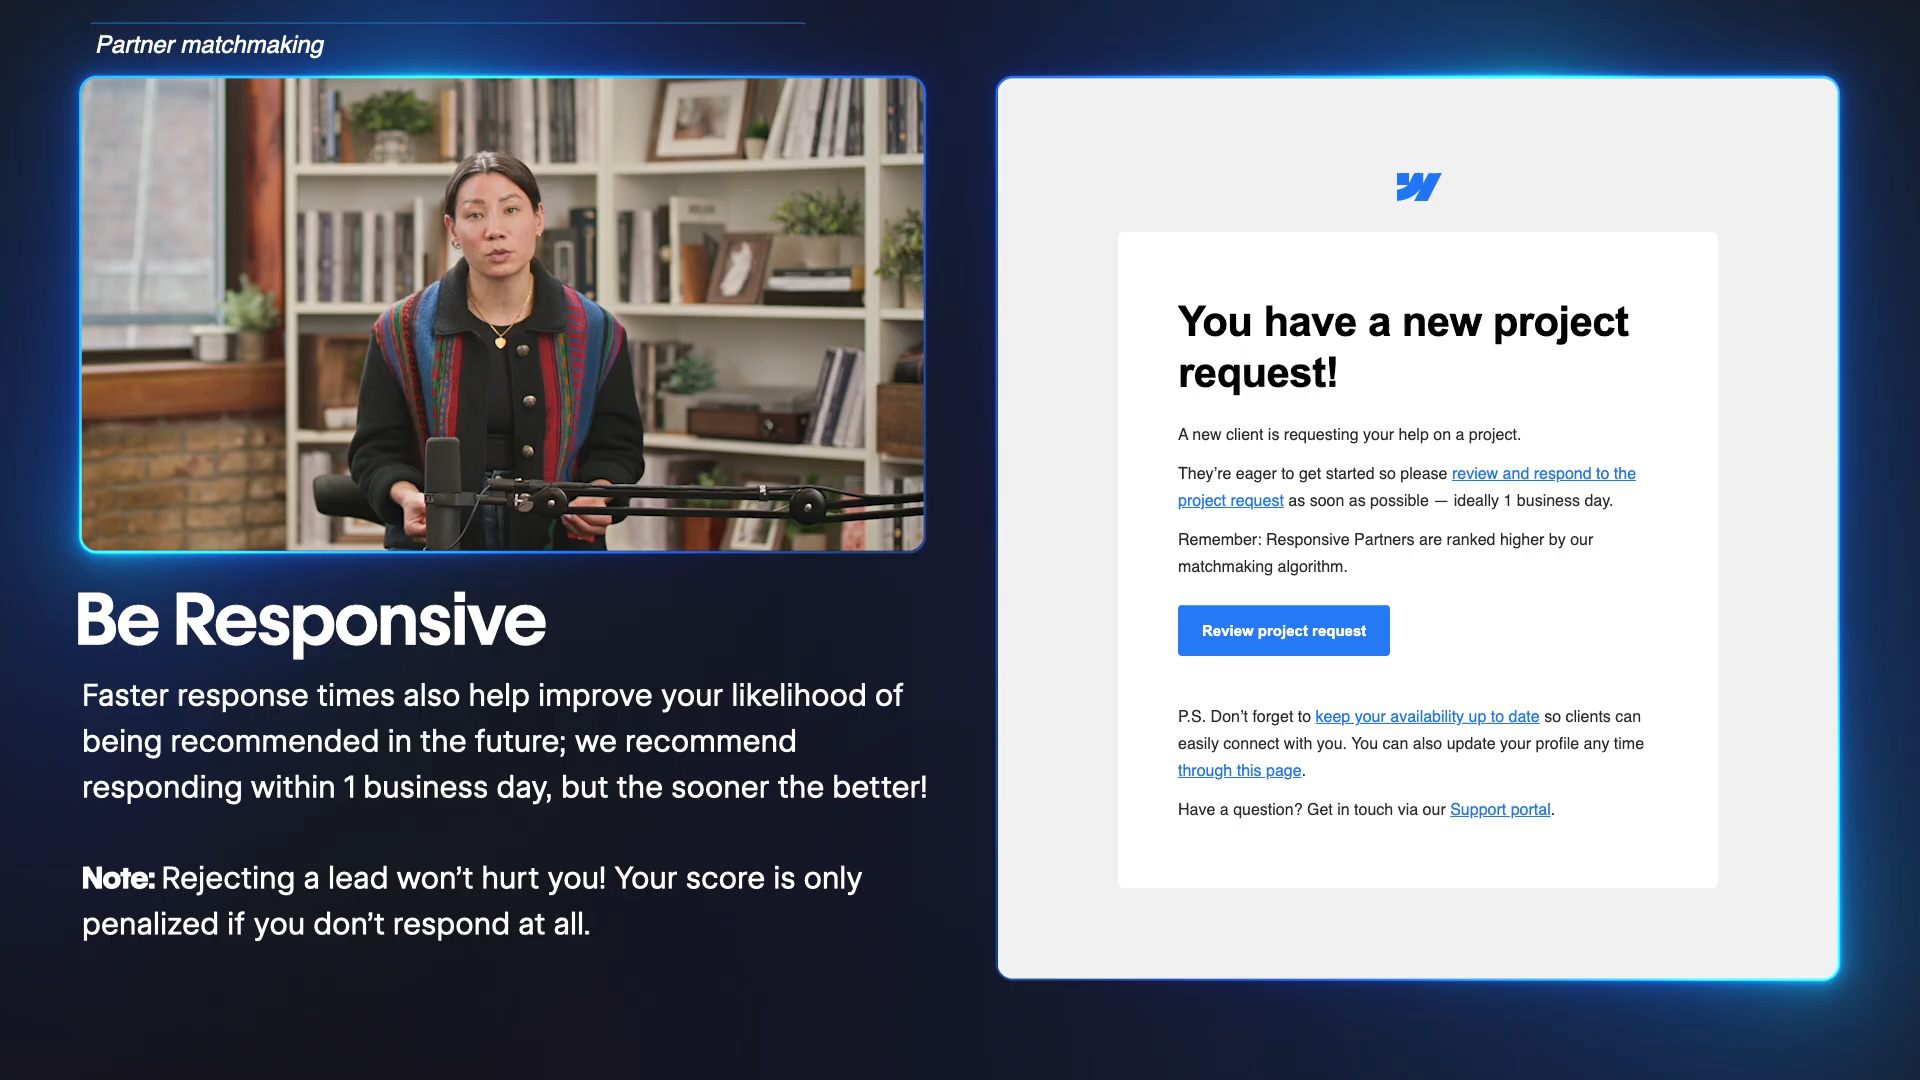 Partner matchmaking
Be Responsive
Faster response times also help improve your likelihood of
being recommended in the future; we recommend
responding within 1 business day, but the sooner the better!
Note: Rejecting a lead won’t hurt you! Your score is only
penalized if you don’t respond at all.
You have a new project
request!
A new client is requesting your help on a project.
They’re eager to get started so please review and respond to the
project request as soon as possible — ideally 1 business day.
Remember: Responsive Partners are ranked higher by our
matchmaking algorithm.
Review project request
P.S. Don’t forget to keep your availability up to date so clients can
easily connect with you. You can also update your profile any time
through this page.
Have a question? Get in touch via our Support portal.